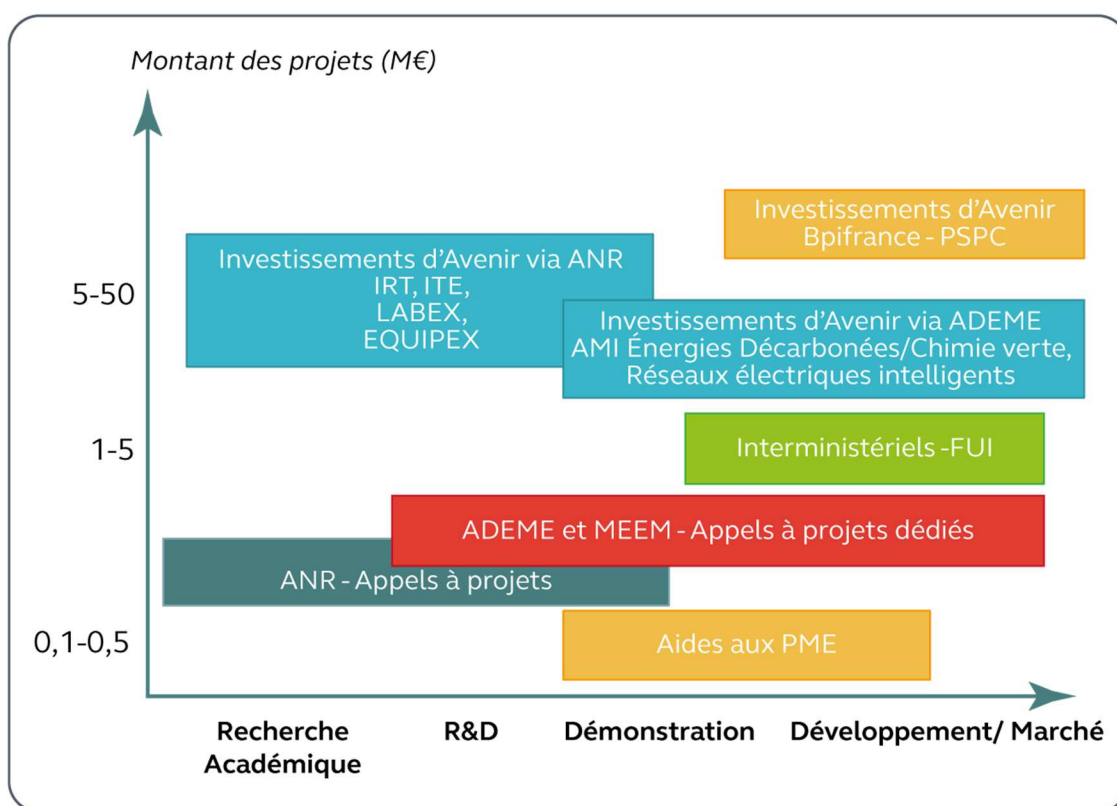 Montant des projets (M€)
Investissements d’Avenir
Bpifrance - PSPC
Investissements d’Avenir via ANR
IRT, ITE,
LABEX,
EQUIPEX
5-50
Investissements d’Avenir via ADEME
AMI Énergies Décarbonées/Chimie verte,
Réseaux électriques intelligents
1-5
Interministériels -FUI
ADEME et MEEM - Appels à projets dédiés
ANR - Appels à projets
0,1-0,5
Aides aux PME
Recherche
Académique
R&D
Démonstration
Développement/ Marché